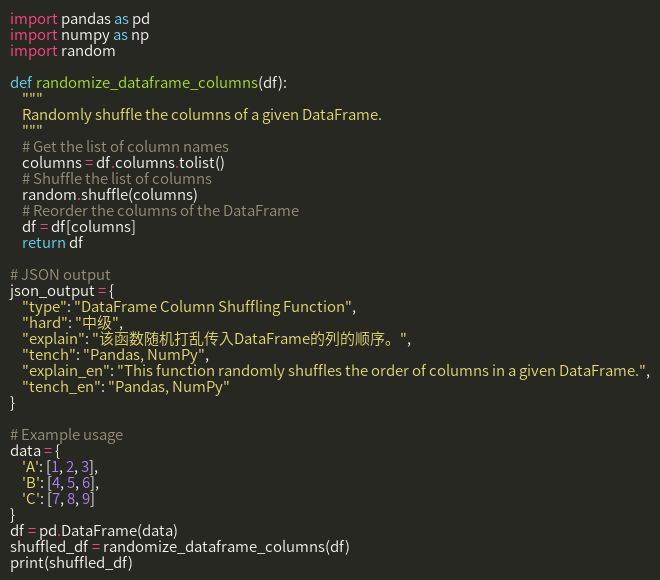 import pandas as pd
import numpy as np
import random

def randomize_dataframe_columns(df):
    """
    Randomly shuffle the columns of a given DataFrame.
    """
    # Get the list of column names
    columns = df.columns.tolist()
    # Shuffle the list of columns
    random.shuffle(columns)
    # Reorder the columns of the DataFrame
    df = df[columns]
    return df

# JSON output
json_output = {
    "type": "DataFrame Column Shuffling Function",
    "hard": "中级",
    "explain": "该函数随机打乱传入DataFrame的列的顺序。",
    "tench": "Pandas, NumPy",
    "explain_en": "This function randomly shuffles the order of columns in a given DataFrame.",
    "tench_en": "Pandas, NumPy"
}

# Example usage
data = {
    'A': [1, 2, 3],
    'B': [4, 5, 6],
    'C': [7, 8, 9]
}
df = pd.DataFrame(data)
shuffled_df = randomize_dataframe_columns(df)
print(shuffled_df)